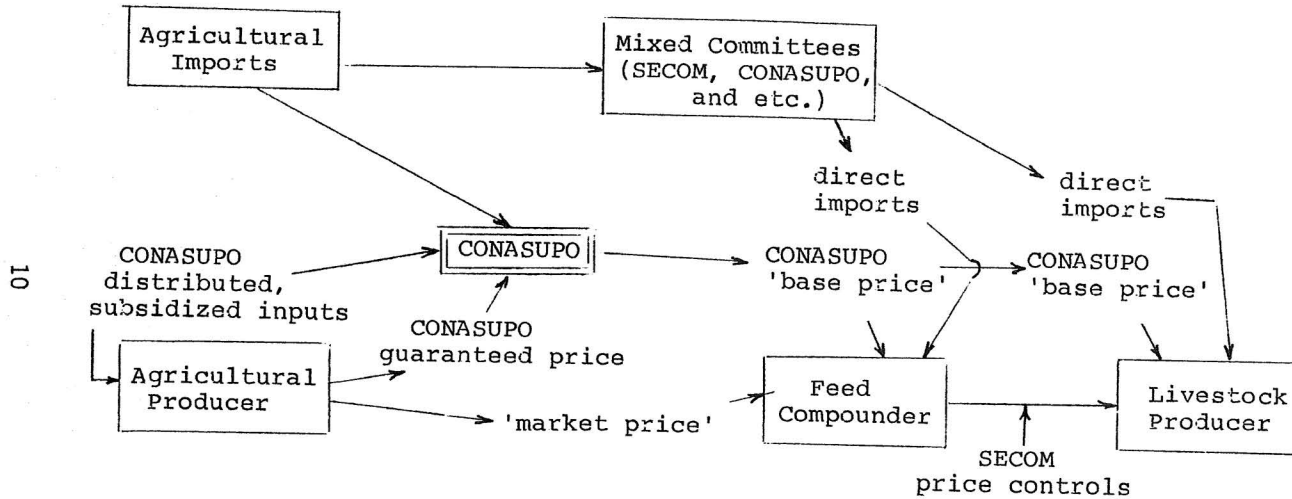 Agricultural
Imports
Mixed Committees
(SECOM, CONASUPO,
and etc.)
direct
imports
direct
imports
CONASUPO
distributed,
subsidized inputs
CONASUPO
CONASUPO
'base price'
CONASUPO
'base price'
CONASUPO
guaranteed price
Agricultural
Producer
'market price'
Feed
Compounder
Livestock
Producer
SECOM
price controls
10